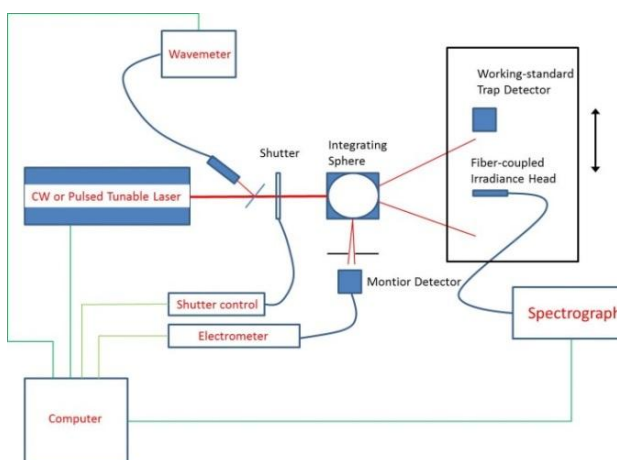 Wavemeter
Working-standard
Trap Detector
Shutter
Integrating
Sphere
Fiber-coupled
Irradiance Head
CW or Pulsed Tunable Laser
Montior Detector
Shutter control
Spectrograph
Electrometer
Computer